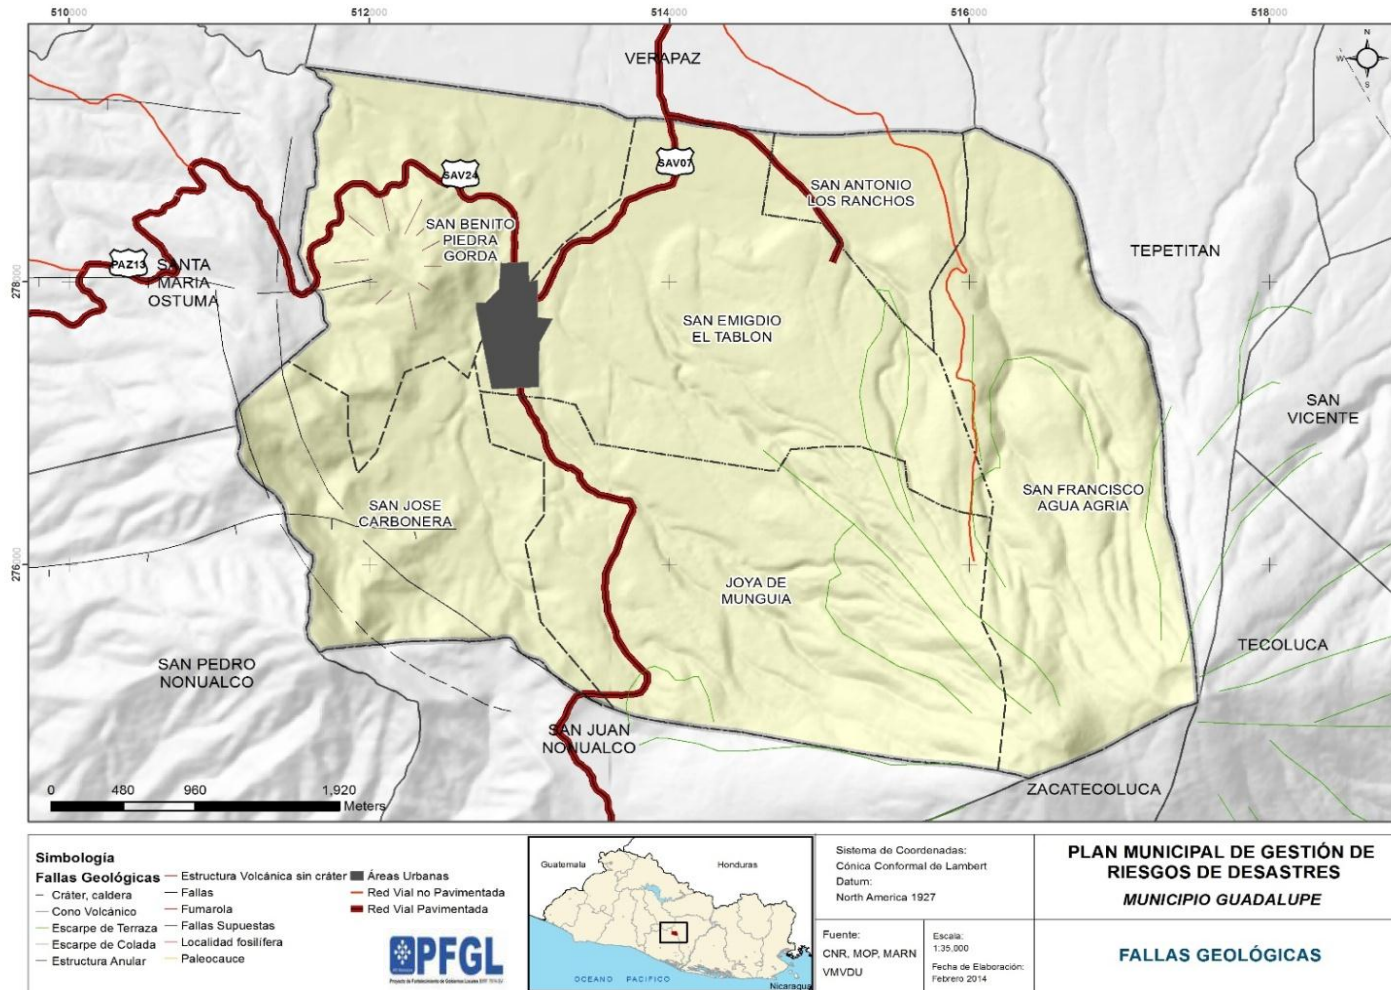 510000
512000
514000
516000
518000
VERAPAZ
N
W
S
SAV07
SAV24
SAN ANTONIO
LOS RANCHOS
SAN BENITO
PIEDRA
GORDA
TEPETITAN
PAZ13
SANTA
MARIA
OSTUMA
278000
SAN EMIGDIO
EL TABLON
SAN
VICENTE
SAN JOSE
CARBONERA
SAN FRANCISCO
AGUA AGRIA
276000
JOYA DE
MUNGUIA
SAN PEDRO
NONUALCO
TECOLUCA
SAN JUAN
NONUALCO
ZACATECOLUCA
0 480 960 1,920
Meters
Simbología
Fallas Geológicas
Cráter, caldera
Cono Volcánico
Escarpe de Terraza
Escarpe de Colada
Estructura Anular
Estructura Volcánica sin cráter
Fallas
Fumarola
Fallas Supuestas
Localidad fosilífera
Paleocauce
Áreas Urbanas
Red Vial no Pavimentada
Red Vial Pavimentada
PFGL
Guatemala
Honduras
OCEANO PACIFICO
Nicaragua
Sistema de Coordenadas:
Cónica Conformal de Lambert
Datum:
North America 1927
Fuente:
CNR, MOP, MARN
VMVDU
Escala:
1:35,000
Fecha de Elaboración:
Febrero 2014
PLAN MUNICIPAL DE GESTIÓN DE
RIESGOS DE DESASTRES
MUNICIPIO GUADALUPE
FALLAS GEOLÓGICAS